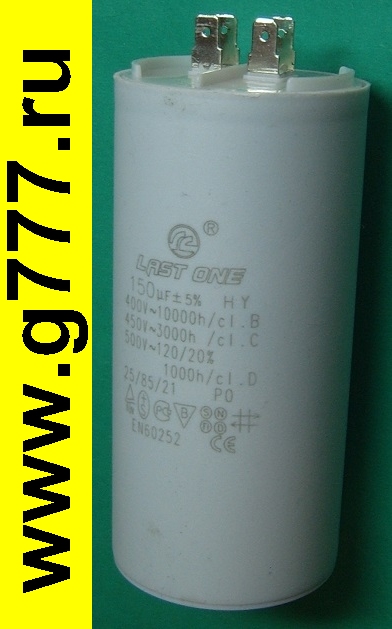 www.g777.ru
®
LAST ONE
150µF±5% HY
400V~10000h/cl.B
450V~3000h /cl.C
500V~120/20%
1000h/cl.D
25/85/21 P0
B S N D
EN60252 CE